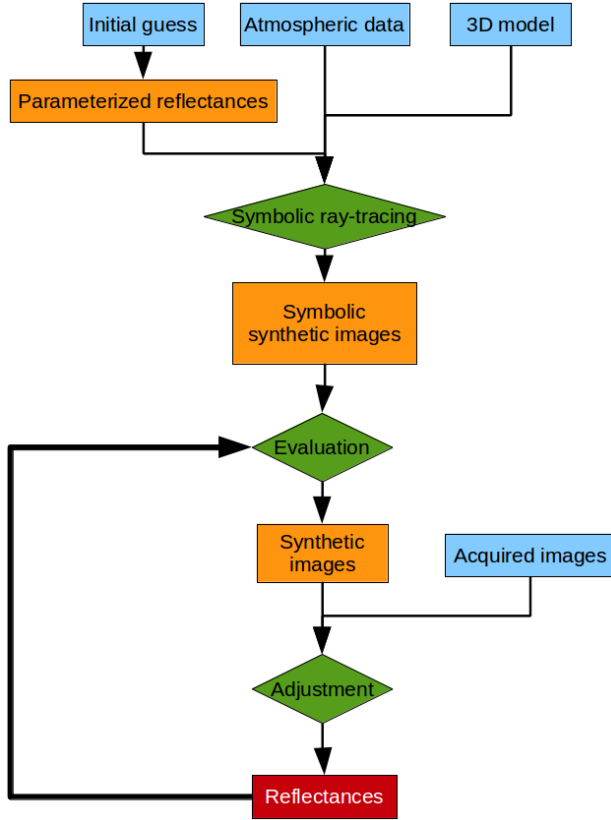 Initial guess
Atmospheric data
3D model
Parameterized reflectances
Symbolic ray-tracing
Symbolic
synthetic images
Evaluation
Synthetic
images
Acquired images
Adjustment
Reflectances